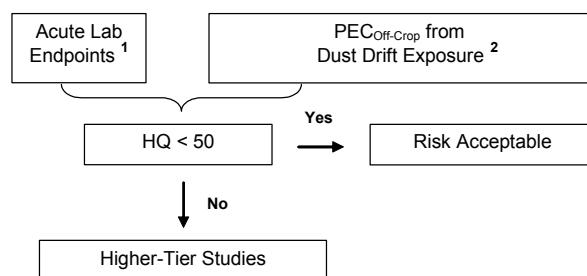 Acute Lab
Endpoints 1
PECOff-Crop from
Dust Drift Exposure 2
HQ < 50
Yes
Risk Acceptable
No
Higher-Tier Studies